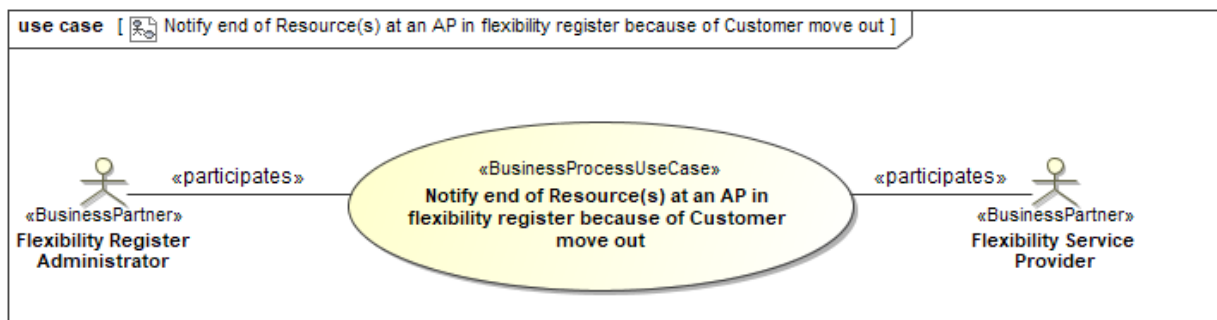 use case [ Notify end of Resource(s) at an AP in flexibility register because of Customer move out ]
«BusinessProcessUseCase»
Notify end of Resource(s) at an AP in
flexibility register because of Customer
move out
«participates»
«participates»
«BusinessPartner»
Flexibility Register
Administrator
«BusinessPartner»
Flexibility Service
Provider